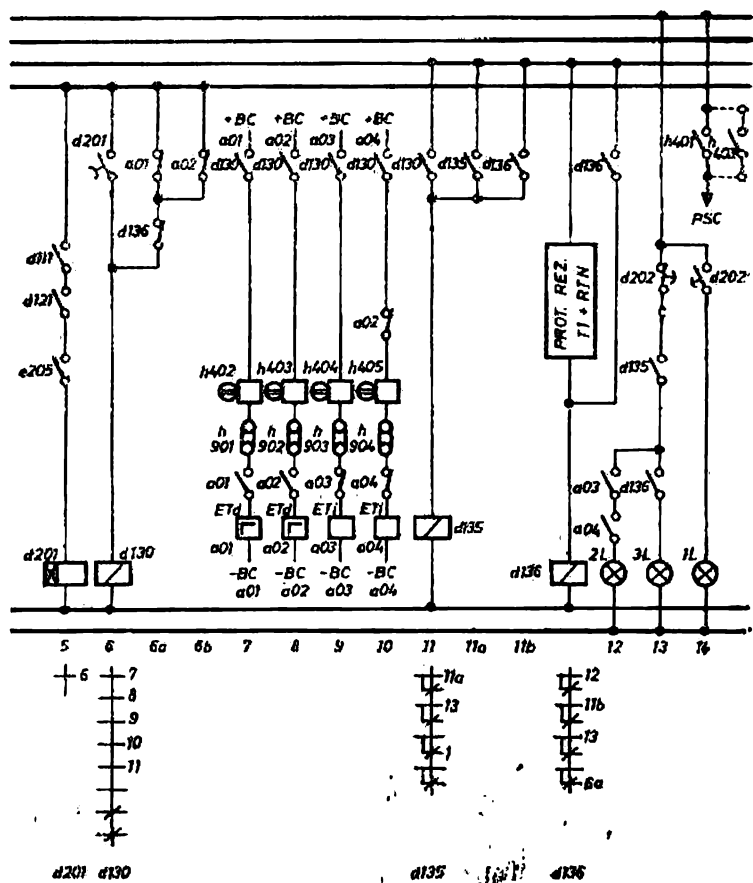 +BC +BC +BC +BC
a01 a02 a03 a04
d201 a01 a02 d130 d130 d130 d130 d130 d135 d136 d136 h401 h403
PSC
d136
d111 d202 d202
d121 a02
PROT. REZ.
T1 + RTN
e205 d135
h402 h403 h404 h405
h h h h
901 902 903 904
a01 a02 a03 a04 a03 d136
ETd ETd ETi ETi a04
d201 d130 a01 a02 a03 a04 d135 d136 2L 3L 1L
-BC -BC -BC -BC
a01 a02 a03 a04
5 6 6a 6b 7 8 9 10 11 11a 11b 12 13 14
6 7 11a 12
8 13 11b
9 1 13
10 6a
11
d201 d130 d135 d136